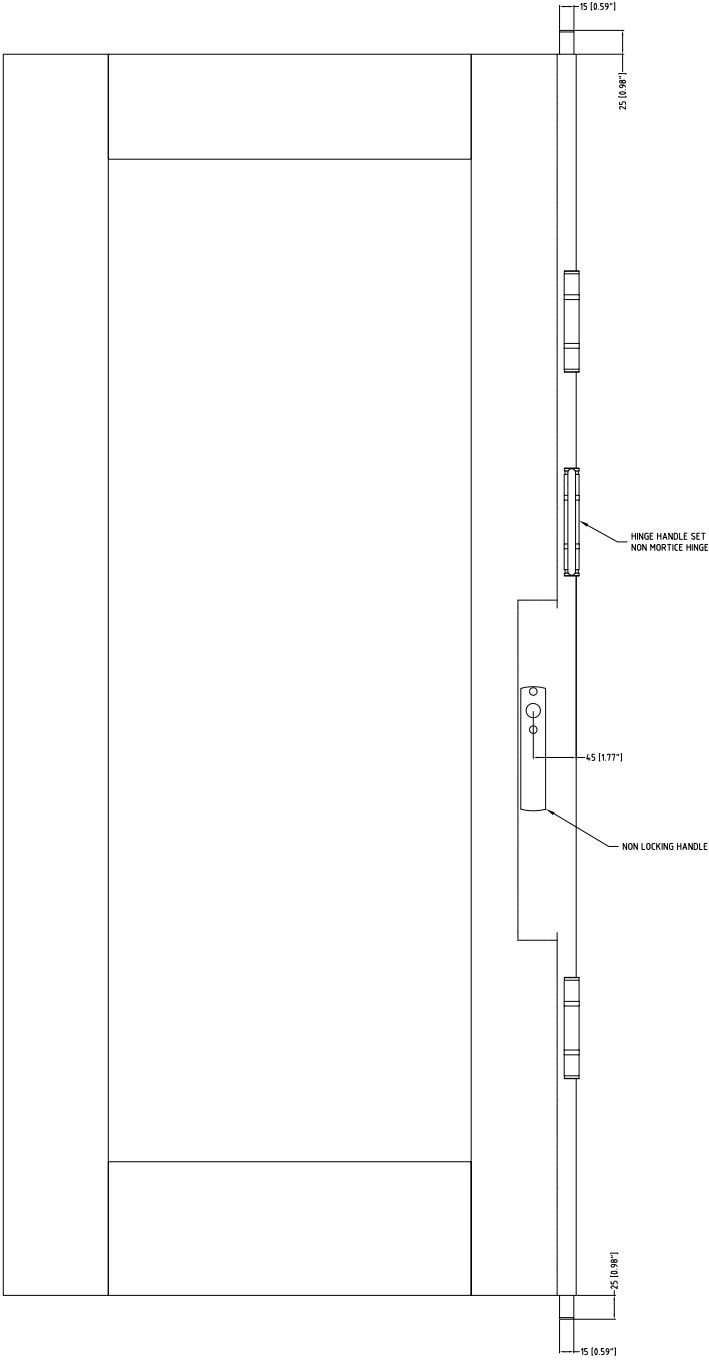 15 [0.59"]
25 [0.98"]
HINGE HANDLE SET
NON MORTICE HINGE
45 [1.77"]
NON LOCKING HANDLE
25 [0.98"]
15 [0.59"]